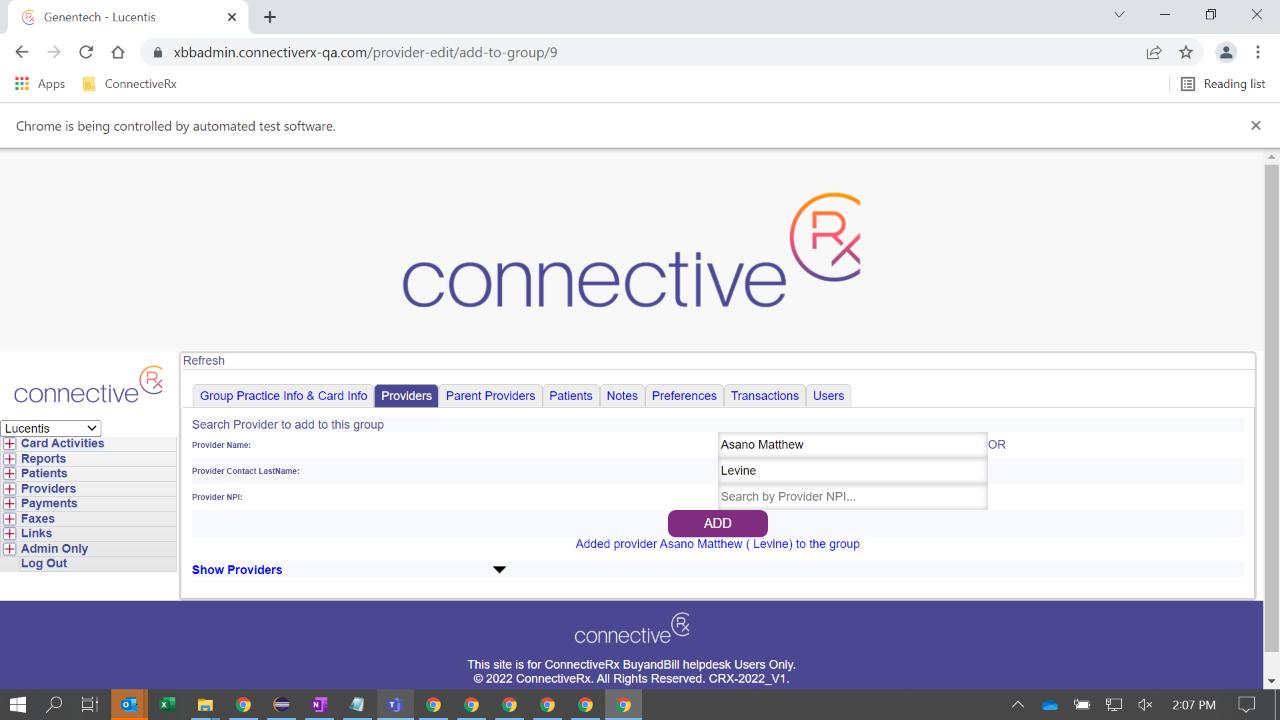 Genentech - Lucentis
xbbadmin.connectiverx-qa.com/provider-edit/add-to-group/9
Apps
ConnectiveRx
Reading list
Chrome is being controlled by automated test software.
connective Rx
connective Rx
Lucentis
Card Activities
Reports
Patients
Providers
Payments
Faxes
Links
Admin Only
Log Out
Refresh
Group Practice Info & Card Info Providers Parent Providers Patients Notes Preferences Transactions Users
Search Provider to add to this group
Provider Name: Asano Matthew OR
Provider Contact LastName: Levine
Provider NPI: Search by Provider NPI...
ADD
Added provider Asano Matthew ( Levine) to the group
Show Providers
connective Rx
This site is for ConnectiveRx BuyandBill helpdesk Users Only.
© 2022 ConnectiveRx. All Rights Reserved. CRX-2022_V1.
2:07 PM